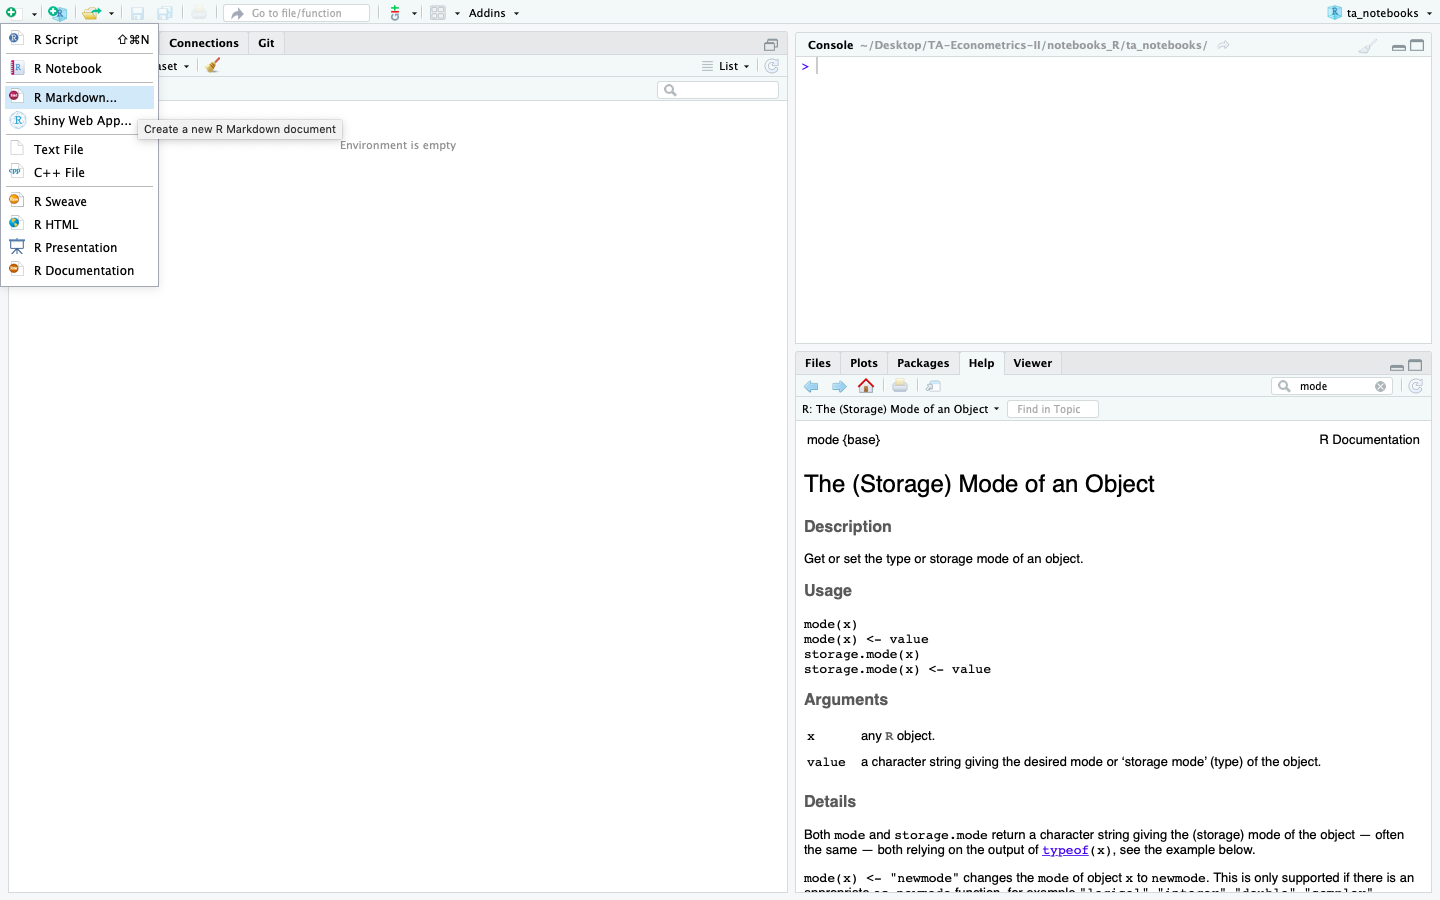 Go to file/function
Addins
ta_notebooks
R Script ⇧⌘N
R Notebook
R Markdown...
Shiny Web App...
Text File
C++ File
R Sweave
R HTML
R Presentation
R Documentation
Create a new R Markdown document
Connections Git
List
Environment is empty
Console ~/Desktop/TA-Econometrics-II/notebooks_R/ta_notebooks/
>
Files Plots Packages Help Viewer
mode
R: The (Storage) Mode of an Object Find in Topic
mode {base} R Documentation
The (Storage) Mode of an Object
Description
Get or set the type or storage mode of an object.
Usage
mode(x)
mode(x) <- value
storage.mode(x)
storage.mode(x) <- value
Arguments
x any R object.
value a character string giving the desired mode or ‘storage mode’ (type) of the object.
Details
Both mode and storage.mode return a character string giving the (storage) mode of the object — often
the same — both relying on the output of typeof(x), see the example below.
mode(x) <- "newmode" changes the mode of object x to newmode. This is only supported if there is an